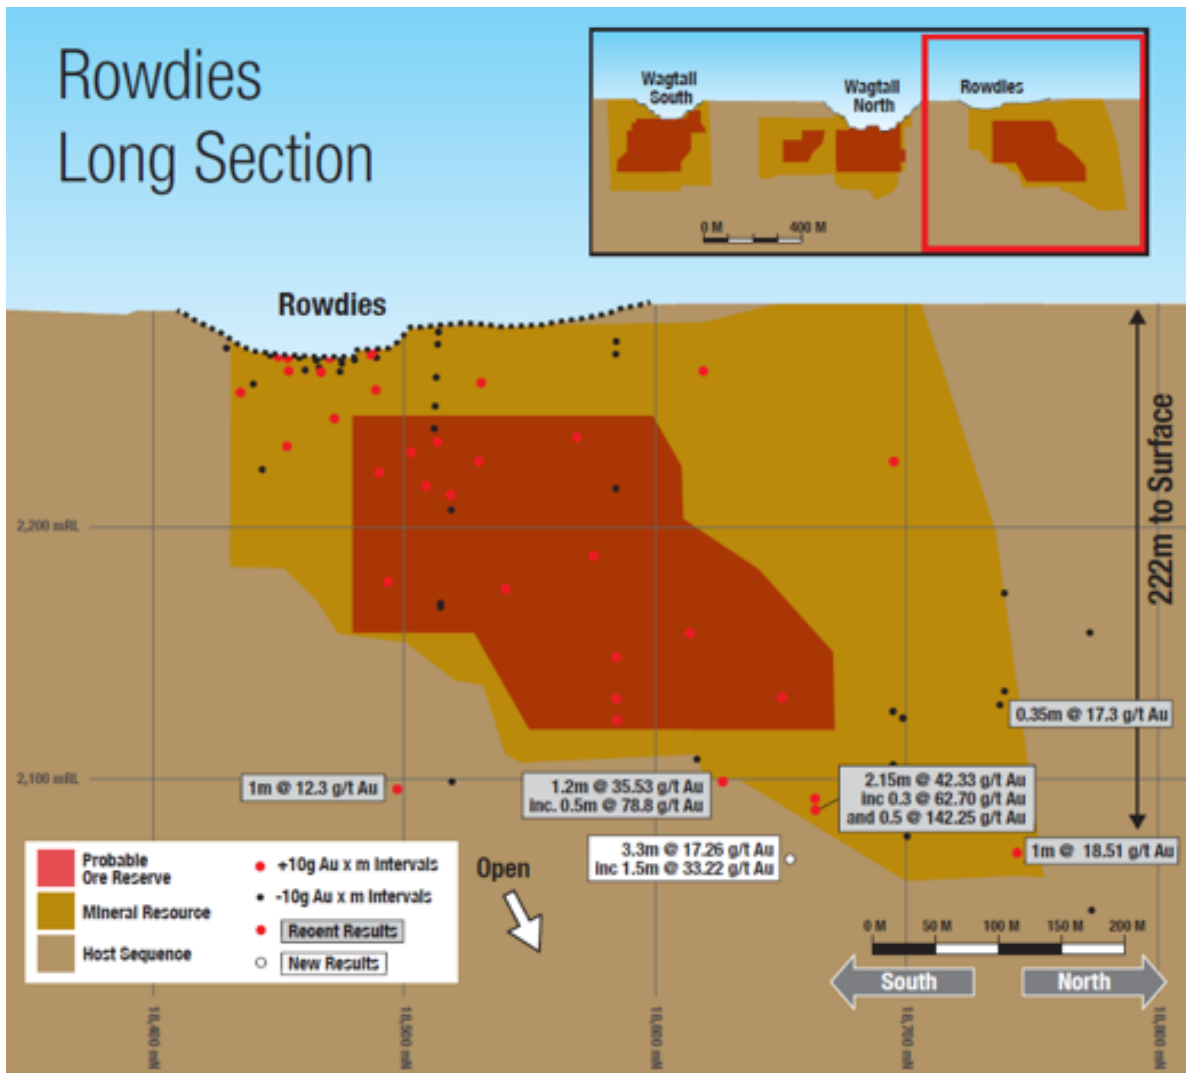 Rowdies
Long Section
Wagtail
South
Wagtail
North
Rowdies
0 M
400 M
Rowdies
222m to Surface
2,200 mRL
2,100 mRL
0.35m @ 17.3 g/t Au
1m @ 12.3 g/t Au
1.2m @ 35.53 g/t Au
inc. 0.5m @ 78.8 g/t Au
2.15m @ 42.33 g/t Au
inc 0.3 @ 62.70 g/t Au
and 0.5 @ 142.25 g/t Au
3.3m @ 17.26 g/t Au
inc 1.5m @ 33.22 g/t Au
1m @ 18.51 g/t Au
Open
Probable
Ore Reserve
Mineral Resource
Host Sequence
+10g Au x m Intervals
-10g Au x m Intervals
Recent Results
New Results
0 M
50 M
100 M
150 M
200 M
South
North
18,400 mN
18,500 mN
18,600 mN
18,700 mN
18,800 mN